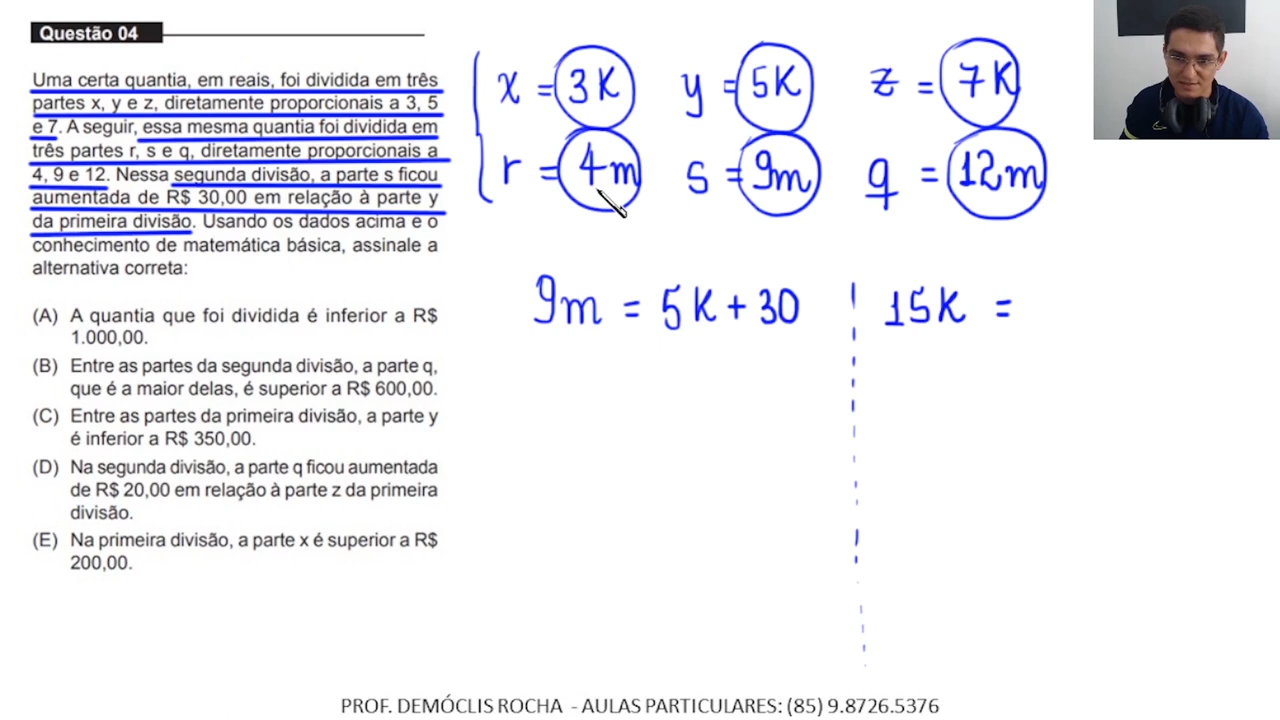 Questão 04
Uma certa quantia, em reais, foi dividida em três
partes x, y e z, diretamente proporcionais a 3, 5
e 7. A seguir, essa mesma quantia foi dividida em
três partes r, s e q, diretamente proporcionais a
4, 9 e 12. Nessa segunda divisão, a parte s ficou
aumentada de R$ 30,00 em relação à parte y
da primeira divisão. Usando os dados acima e o
conhecimento de matemática básica, assinale a
alternativa correta:
(A) A quantia que foi dividida é inferior a R$
1.000,00.
(B) Entre as partes da segunda divisão, a parte q,
que é a maior delas, é superior a R$ 600,00.
(C) Entre as partes da primeira divisão, a parte y
é inferior a R$ 350,00.
(D) Na segunda divisão, a parte q ficou aumentada
de R$ 20,00 em relação à parte z da primeira
divisão.
(E) Na primeira divisão, a parte x é superior a R$
200,00.
x = 3K y = 5K z = 7K
r = 4m s = 9m q = 12m
9m = 5K + 30
15K =
PROF. DEMÓCLIS ROCHA - AULAS PARTICULARES: (85) 9.8726.5376